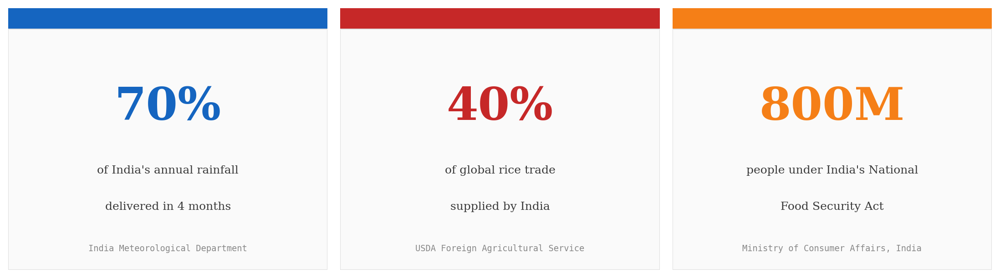 70%
of India's annual rainfall
delivered in 4 months
India Meteorological Department
40%
of global rice trade
supplied by India
USDA Foreign Agricultural Service
800M
people under India's National
Food Security Act
Ministry of Consumer Affairs, India